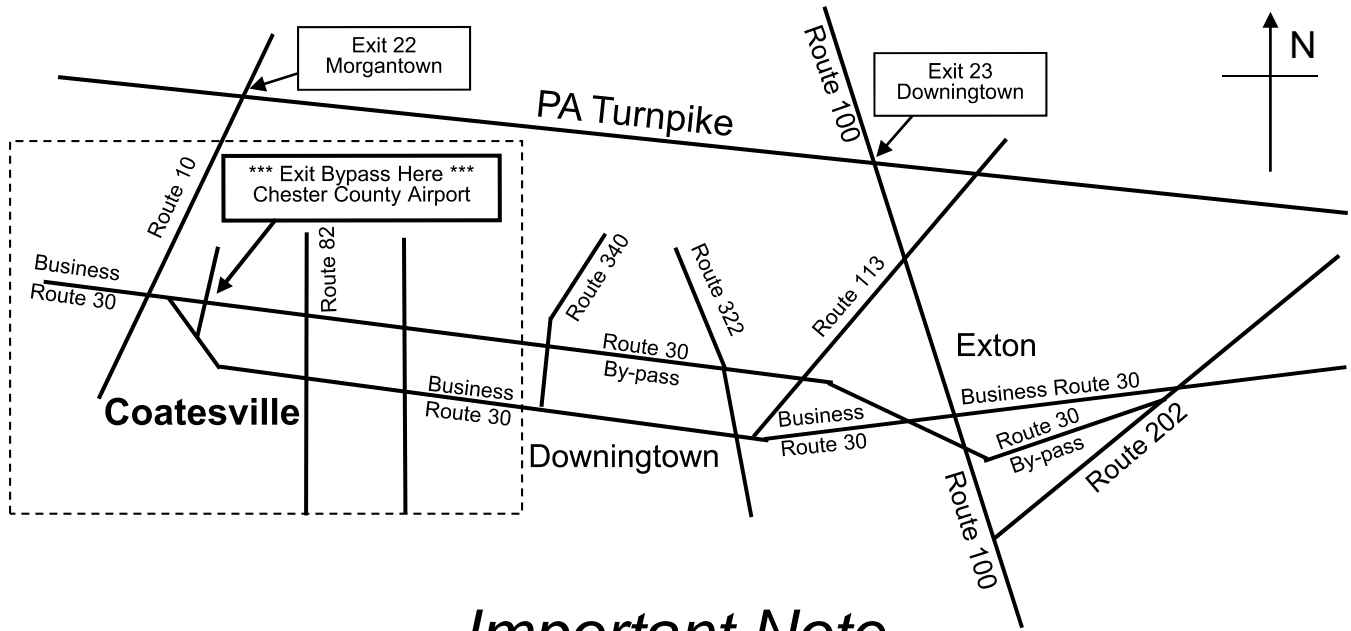 Exit 22
Morgantown
Route 100
Exit 23
Downingtown
N
PA Turnpike
Route 10
*** Exit Bypass Here ***
Chester County Airport
Route 82
Business
Route 30
Route 340
Route 322
Route 113
Route 30
By-pass
Exton
Coatesville
Business
Route 30
Downingtown
Business
Route 30
Business Route 30
Route 30
By-pass
Route 202
Route 100
Important Note